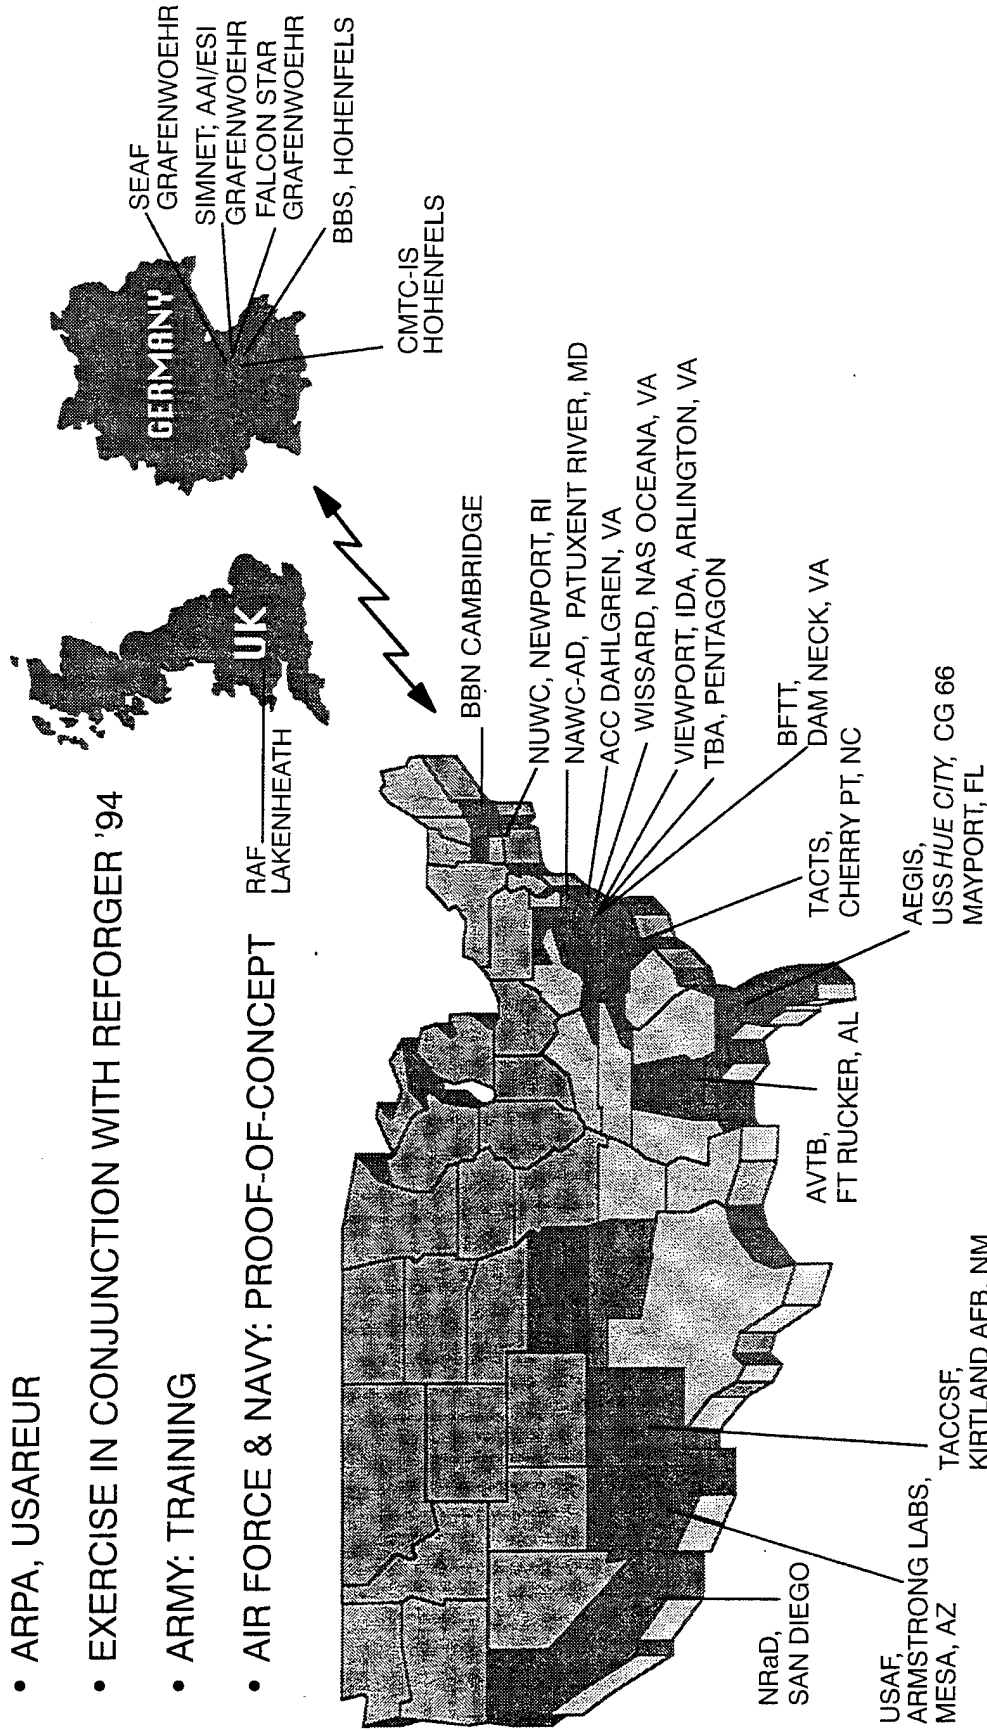 • ARPA, USAREUR
• EXERCISE IN CONJUNCTION WITH REFORGER '94
• ARMY: TRAINING
• AIR FORCE & NAVY: PROOF-OF-CONCEPT
UK
RAF
LAKENHEATH
GERMANY
SEAF
GRAFENWOEHR
SIMNET; AAI/ESI
GRAFENWOEHR
FALCON STAR
GRAFENWOEHR
BBS, HOHENFELS
CMTC-IS
HOHENFELS
BBN CAMBRIDGE
NUWC, NEWPORT, RI
NAWC-AD, PATUXENT RIVER, MD
ACC DAHLGREN, VA
WISSARD, NAS OCEANA, VA
VIEWPORT, IDA, ARLINGTON, VA
TBA, PENTAGON
BFTT,
DAM NECK, VA
TACTS,
CHERRY PT, NC
AEGIS,
USS HUE CITY, CG 66
MAYPORT, FL
AVTB,
FT RUCKER, AL
TACCSF,
KIRTLAND AFB, NM
USAF,
ARMSTRONG LABS,
MESA, AZ
NRaD,
SAN DIEGO